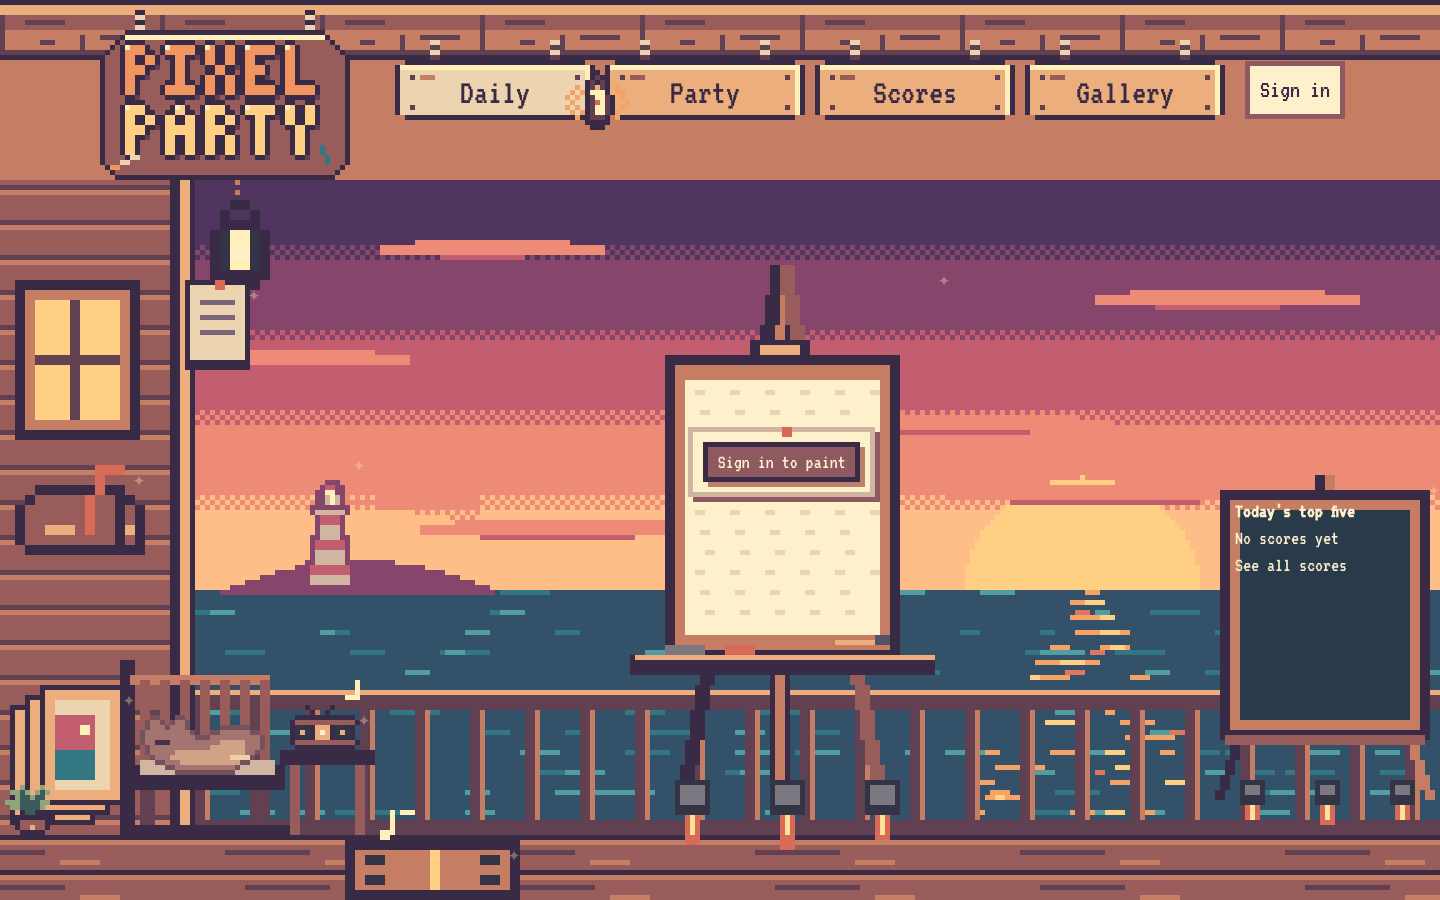 PIXEL
PARTY
Daily
Party
Scores
Gallery
Sign in
Sign in to paint
Today's top five
No scores yet
See all scores